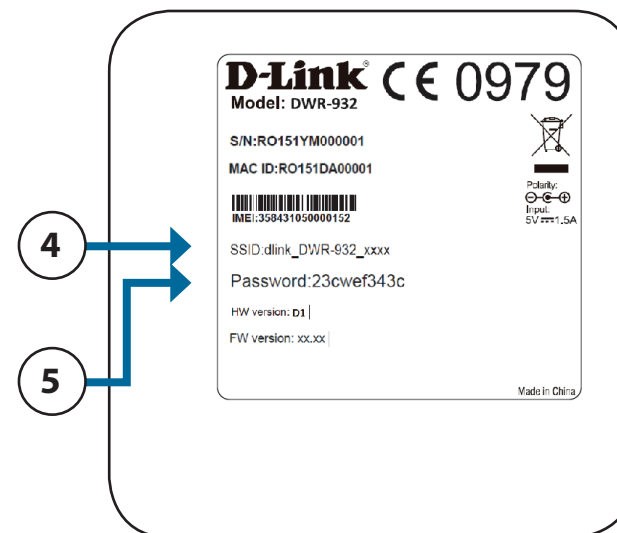 D-Link® CE 0979
Model: DWR-932
S/N:RO151YM000001
MAC ID:RO151DA00001
Polarity:
Input:
5V⎓1.5A
IMEI:358431050000152
4
SSID:dlink_DWR-932_xxxx
5
Password:23cwef343c
HW version: D1
FW version: xx.xx
Made in China